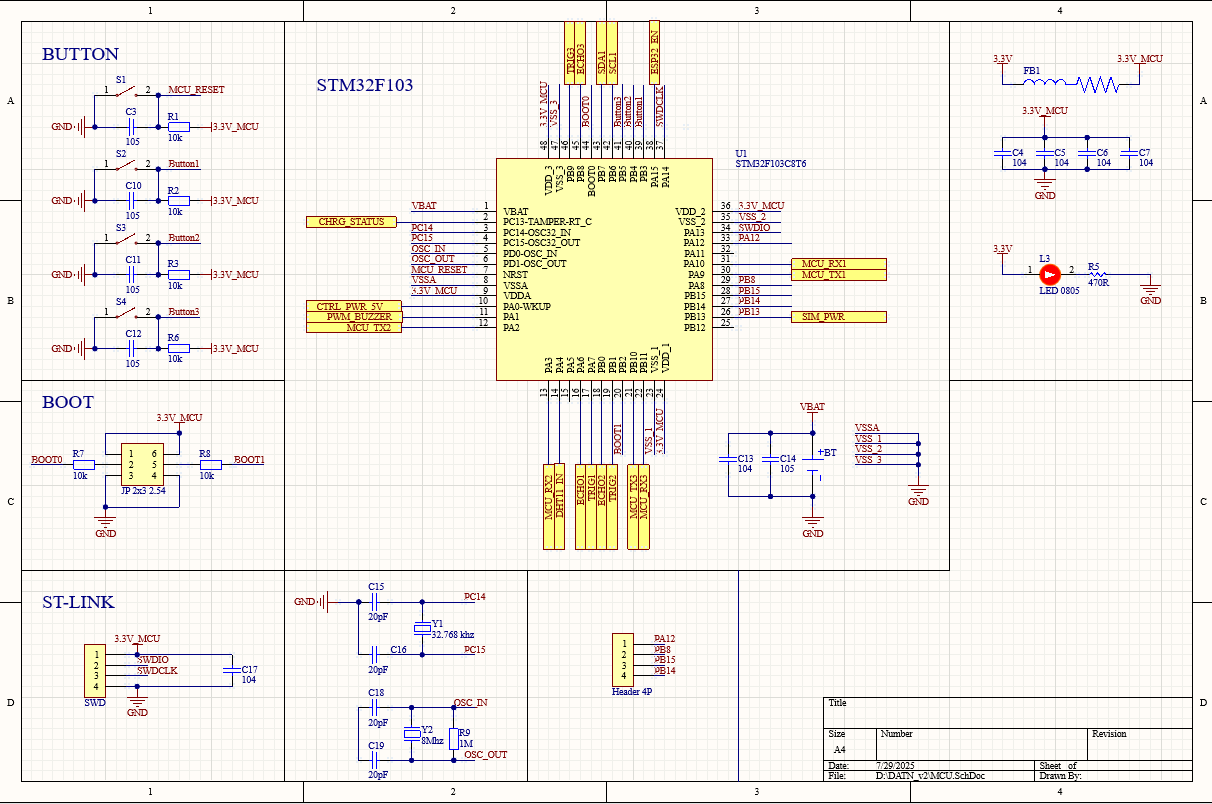 1
2
3
4
A
B
C
D
BUTTON
S1
1
2
MCU_RESET
C3
R1
GND
105
10k
3.3V_MCU
S2
1
2
Button1
C10
R2
GND
105
10k
3.3V_MCU
S3
1
2
Button2
C11
R3
GND
105
10k
3.3V_MCU
S4
1
2
Button3
C12
R6
GND
105
10k
3.3V_MCU
BOOT
3.3V_MCU
BOOT0
R7
10k
1
2
3
6
5
4
R8
10k
BOOT1
JP 2x3 2.54
GND
ST-LINK
3.3V_MCU
1
2
3
4
SWDIO
SWDCLK
SWD
GND
C17
104
STM32F103
TRIG3
ECHO3
SDA1
SCL1
ESP32_EN
3.3V_MCU
VSS_3
BOOT0
Button3
Button2
Button1
SWDCLK
48
47
46
45
44
43
42
41
40
39
38
37
VDD_3
VSS_3
PB9
PB8
BOOT0
PB7
PB6
PB5
PB4
PB3
PA15
PA14
U1
STM32F103C8T6
VBAT 1 VBAT
CHRG_STATUS 2 PC13-TAMPER-RT_C
PC14 3 PC14-OSC32_IN
PC15 4 PC15-OSC32_OUT
OSC_IN 5 PD0-OSC_IN
OSC_OUT 6 PD1-OSC_OUT
MCU_RESET 7 NRST
VSSA 8 VSSA
3.3V_MCU 9 VDDA
CTRL_PWR_5V 10 PA0-WKUP
PWM_BUZZER 11 PA1
MCU_TX2 12 PA2
VDD_2 36 3.3V_MCU
VSS_2 35 VSS_2
PA13 34 SWDIO
PA12 33 PA12
PA11 32
PA10 31 MCU_RX1
PA9 30 MCU_TX1
PA8 29 PB8
PB15 28 PB15
PB14 27 PB14
PB13 26 PB13 SIM_PWR
PB12 25
PA3
PA4
PA5
PA6
PA7
PB0
PB1
PB2
PB10
PB11
VSS_1
VDD_1
13
14
15
16
17
18
19
20
21
22
23
24
BOOT1
VSS_1
3.3V_MCU
MCU_RX2
DHT11_IN
ECHO1
TRIG1
ECHO2
TRIG2
MCU_TX3
MCU_RX3
VBAT
C13
104
C14
105
+BT
1
GND
VSSA
VSS_1
VSS_2
VSS_3
GND
3.3V
FB1
3.3V_MCU
3.3V_MCU
C4
104
C5
104
C6
104
C7
104
GND
3.3V
L3
1
2
LED 0805
R5
470R
GND
GND
C15
20pF
PC14
Y1
32.768 khz
C16
20pF
PC15
C18
20pF
OSC_IN
Y2
8Mhz
R9
1M
C19
20pF
OSC_OUT
1 PA12
2 PB8
3 PB15
4 PB14
Header 4P
Title
Size
A4
Number
Revision
Date: 7/29/2025 Sheet of
File: D:\DATN_v2\MCU.SchDoc Drawn By:
A
B
C
D
1
2
3
4